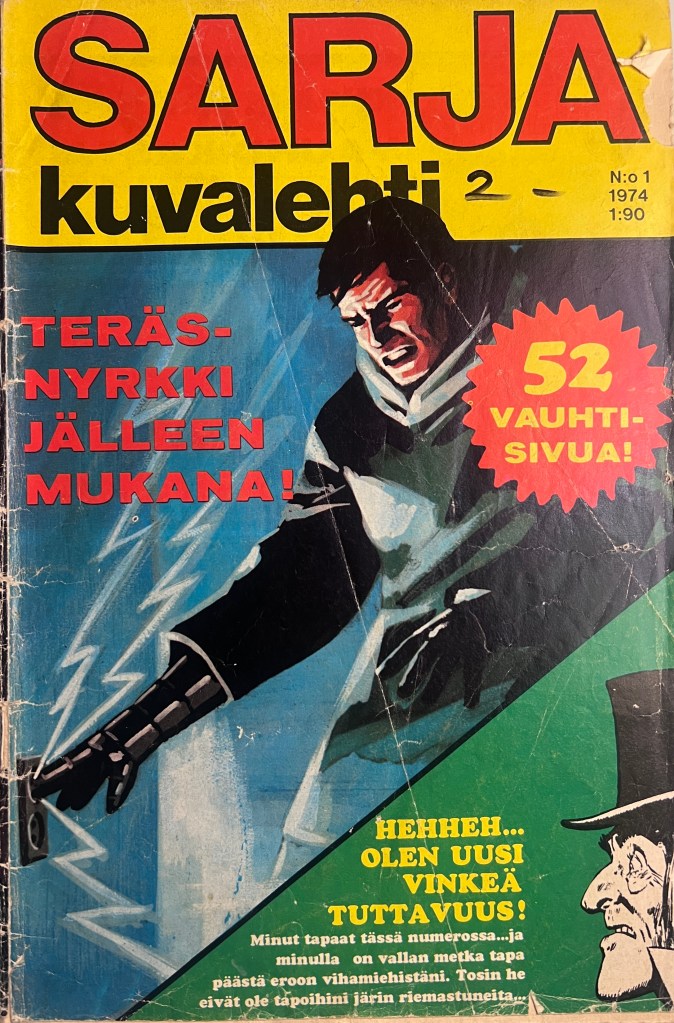 SARJA
kuvalehti
2 -
N:o 1
1974
1:90
TERÄS-
NYRKKI
JÄLLEEN
MUKANA!
52
VAUHTI-
SIVUA!
HEHHEH...
OLEN UUSI
VINKEÄ
TUTTAVUUS!
Minut tapaat tässä numerossa...ja
minulla on vallan metka tapa
päästä eroon vihamiehistäni. Tosin he
eivät ole tapoihini järin riemastuneita...